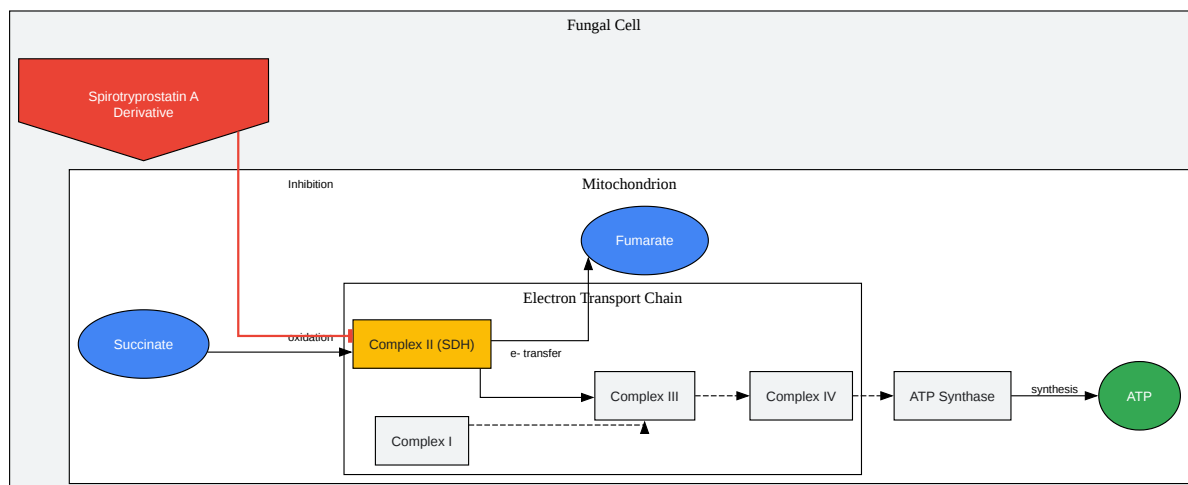 Fungal Cell
Spirotryprostatin A
Derivative
Inhibition
Mitochondrion
Fumarate
Electron Transport Chain
Succinate
oxidation
Complex II (SDH)
e- transfer
Complex III
Complex IV
ATP Synthase
synthesis
ATP
Complex I